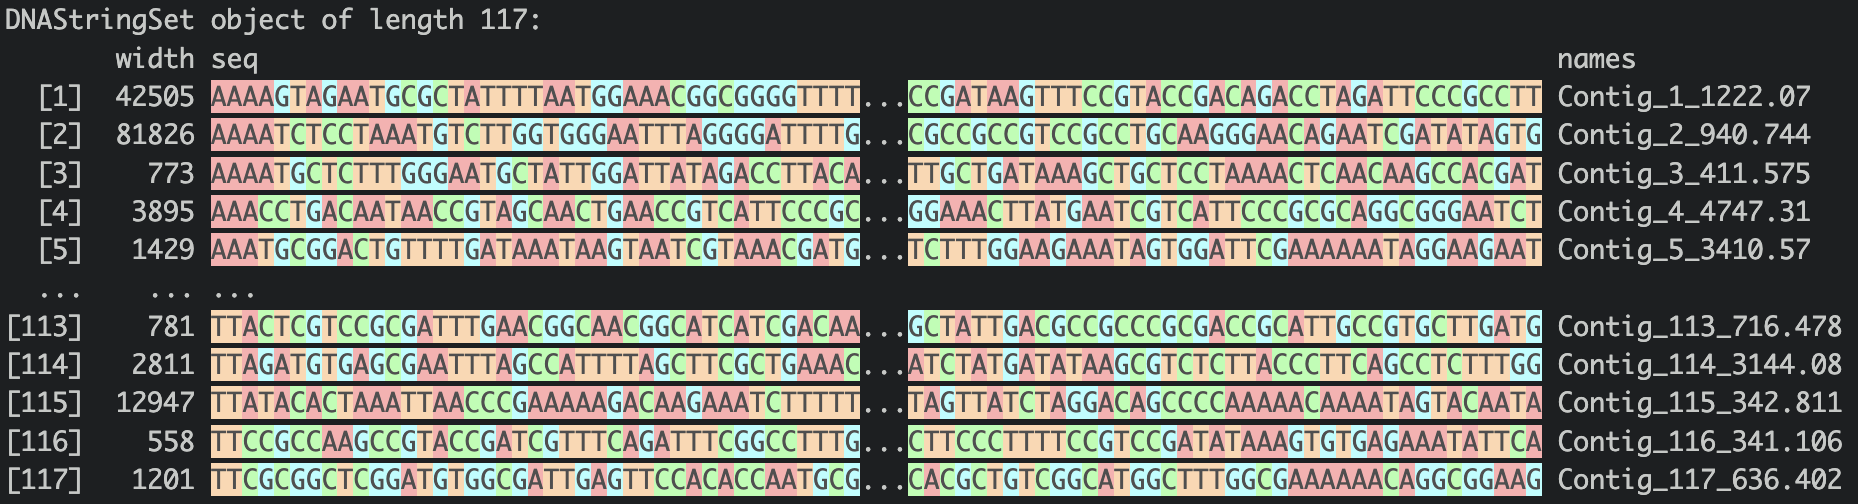 DNAStringSet object of length 117:
width seq names
[1] 42505 AAAAGTAGAATGCGCTATTTTAATGGAAACGGCGGGGTTTT...CCGATAAGTTTCCGTACCGACAGACCTAGATTCCCGCCTT Contig_1_1222.07
[2] 81826 AAAATCTCCTAAATGTCTTGGTGGGAATTTAGGGGATTTTG...CGCCGCCGTCCGCCTGCAAGGGAACAGAATCGATATAGTG Contig_2_940.744
[3] 773 AAAATGCTCTTTGGGAATGCTATTGGATTATAGACCTTACA...TTGCTGATAAAGCTGCTCCTAAAACTCAACAAGCCACGAT Contig_3_411.575
[4] 3895 AAACCTGACAATAACCGTAGCAACTGAACCGTCATTCCCGC...GGAAACTTATGAATCGTCATTCCCGCGCAGGCGGGAATCT Contig_4_4747.31
[5] 1429 AAATGCGGACTGTTTTGATAAATAAGTAATCGTAAACGATG...TCTTTGGAAGAAATAGTGGATTCGAAAAAATAGGAAGAAT Contig_5_3410.57
... ... ...
[113] 781 TTACTCGTCCGCGATTTGAACGGCAACGGCATCATCGACAA...GCTATTGACGCCGCCCGCGACCGCATTGCCGTGCTTGATG Contig_113_716.478
[114] 2811 TTAGATGTGAGCGAATTTAGCCATTTTAGCTTCGCTGAAAC...ATCTATGATATAAGCGTCTCTTACCCTTCAGCCTCTTTGG Contig_114_3144.08
[115] 12947 TTATACACTAAATTAACCCGAAAAAGACAAGAAATCTTTTT...TAGTTATCTAGGACAGCCCCAAAAACAAAATAGTACAATA Contig_115_342.811
[116] 558 TTCCGCCAAGCCGTACCGATCGTTTCAGATTTCGGCCTTTG...CTTCCCTTTTCCGTCCGATATAAAGTGTGAGAAATATTCA Contig_116_341.106
[117] 1201 TTCGCGGCTCGGATGTGGCGATTGAGTTCCACACCAATGCG...CACGCTGTCGGCATGGCTTTGGCGAAAAAACAGGCGGAAG Contig_117_636.402